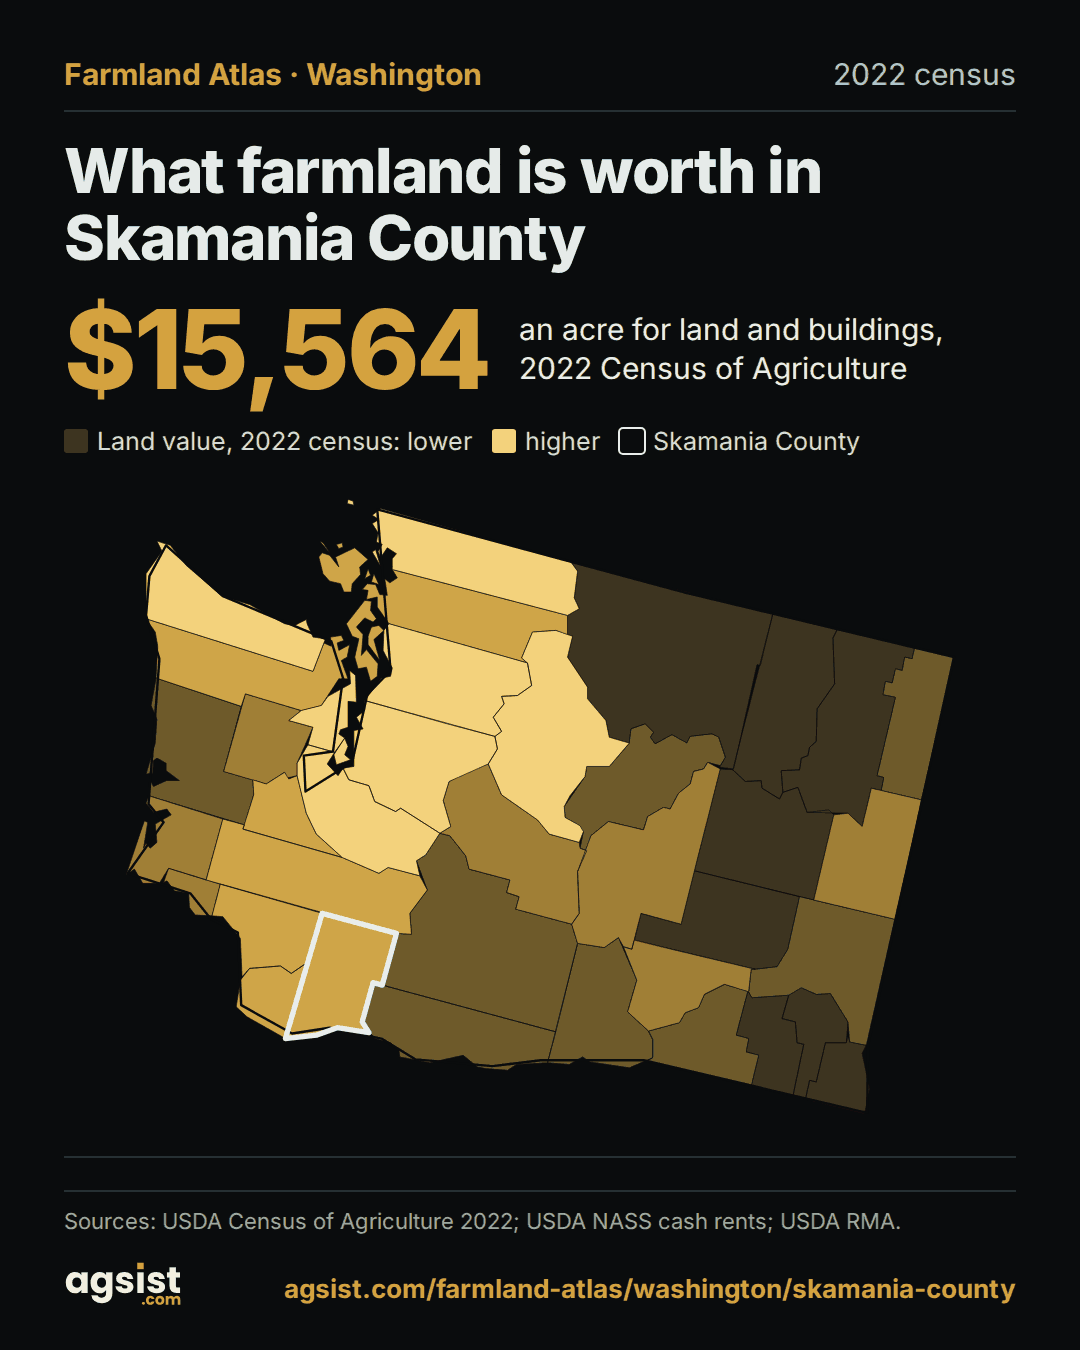 Farmland Atlas · Washington
2022 census
What farmland is worth in
Skamania County
$15,564
an acre for land and buildings,
2022 Census of Agriculture
Land value, 2022 census: lower
higher
Skamania County
Sources: USDA Census of Agriculture 2022; USDA NASS cash rents; USDA RMA.
agsist
.com
agsist.com/farmland-atlas/washington/skamania-county